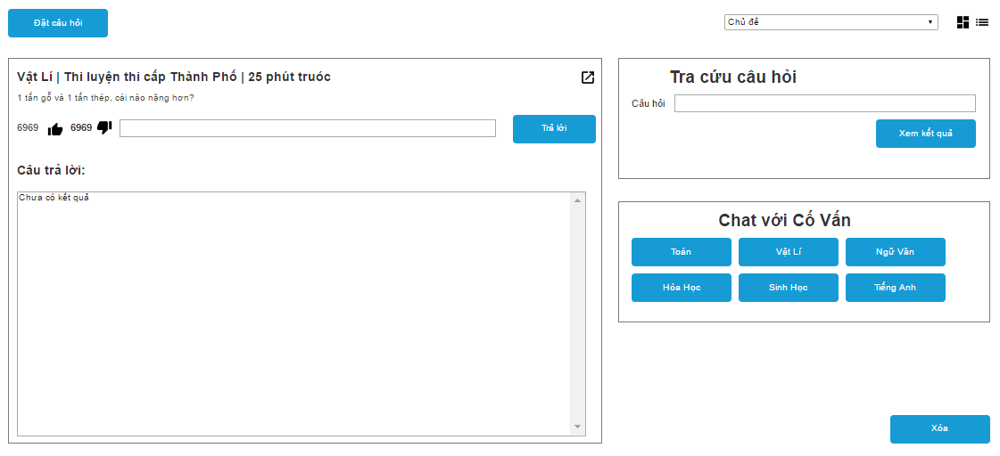 Đặt câu hỏi
Chủ đề
Vật Lí | Thi luyện thi cấp Thành Phố | 25 phút truớc
1 tấn gỗ và 1 tấn thép, cái nào nặng hơn?
6969 6969 Trả lời
Câu trả lời:
Chưa có kết quả
Tra cứu câu hỏi
Câu hỏi
Xem kết quả
Chat với Cố Vấn
Toán Vật Lí Ngữ Văn
Hóa Học Sinh Học Tiếng Anh
Xóa